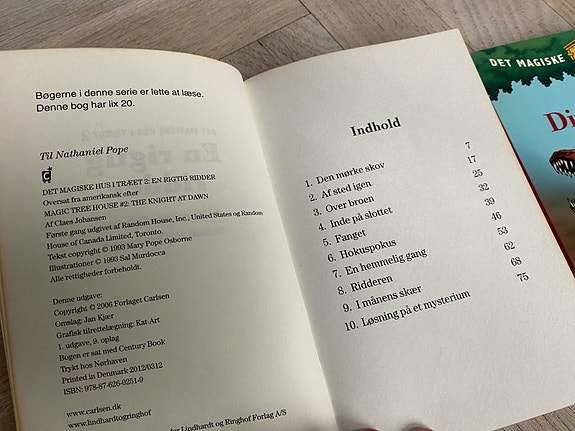 Bøgerne i denne serie er lette at læse.
Denne bog har lix 20.
Til Nathaniel Pope
DET MAGISKE HUS I TRÆET 2: EN RIGTIG RIDDER
Oversat fra amerikansk efter
MAGIC TREE HOUSE #2: THE KNIGHT AT DAWN
Af Claes Johansen
Første gang udgivet af Random House, Inc., United States og Random
House of Canada Limited, Toronto.
Tekst copyright © 1993 Mary Pope Osborne
Illustrationer © 1993 Sal Murdocca
Alle rettigheder forbeholdt.
Denne udgave:
Copyright © 2006 Forlaget Carlsen
Omslag: Jan Kjær
Grafisk tilrettelægning: Kat-Art
1. udgave, 9. oplag
Bogen er sat med Century Book
Trykt hos Nørhaven
Printed in Denmark 2012/0312
ISBN: 978-87-626-0251-9
www.carlsen.dk
www.lindhardtogringhof
der Lindhardt og Ringhof Forlag A/S
Indhold
1. Den mørke skov 7
2. Af sted igen 17
3. Over broen 25
4. Inde på slottet 32
5. Fanget 39
6. Hokuspokus 46
7. En hemmelig gang 53
8. Ridderen 62
9. I månens skær 68
10. Løsning på et mysterium 75
DET MAGISKE
Di